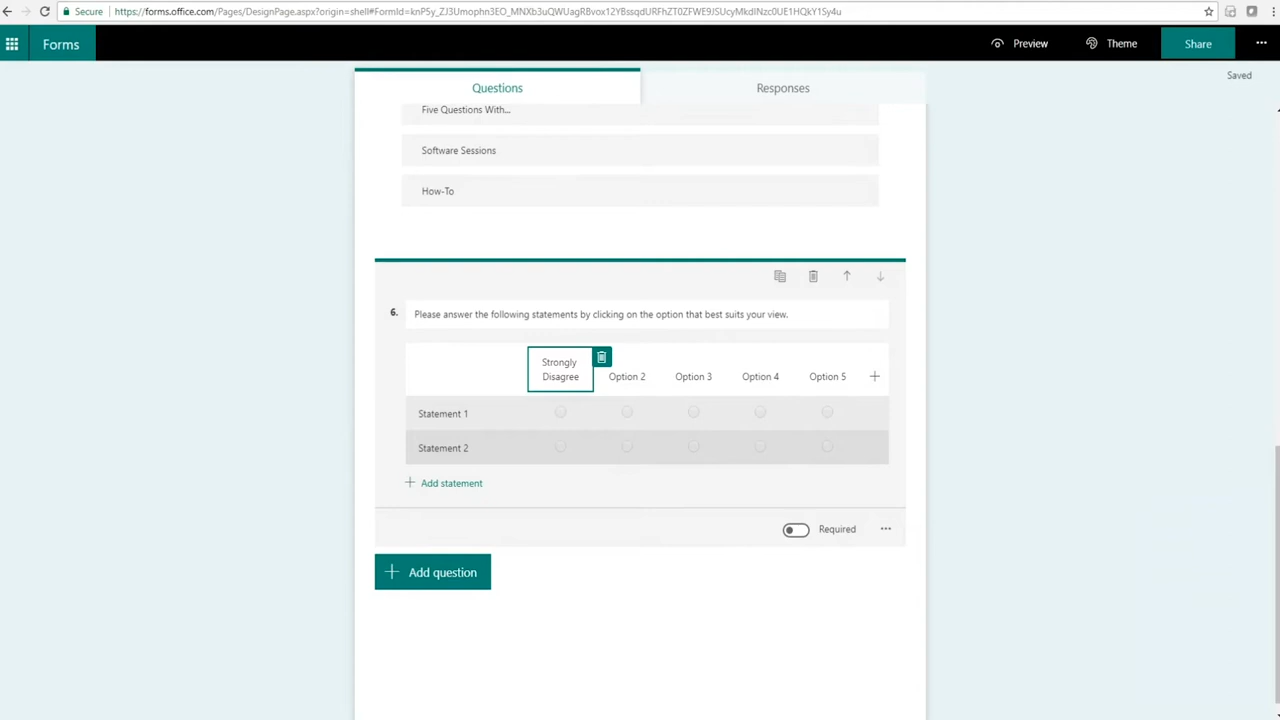 Secure
https://forms.office.com/Pages/DesignPage.aspx?origin=shell#FormId=knP5y_ZJ3Umophn3EO_MNXb3uQWUagRBvox12YBssqdURFhZT0ZFWE9JSUcyMkdINzc0UE1HQkY1Sy4u
Forms
Preview
Theme
Share
Saved
Questions
Responses
Five Questions With...
Software Sessions
How-To
6.
Please answer the following statements by clicking on the option that best suits your view.
Strongly
Disagree
Option 2
Option 3
Option 4
Option 5
Statement 1
Statement 2
Add statement
Required
Add question